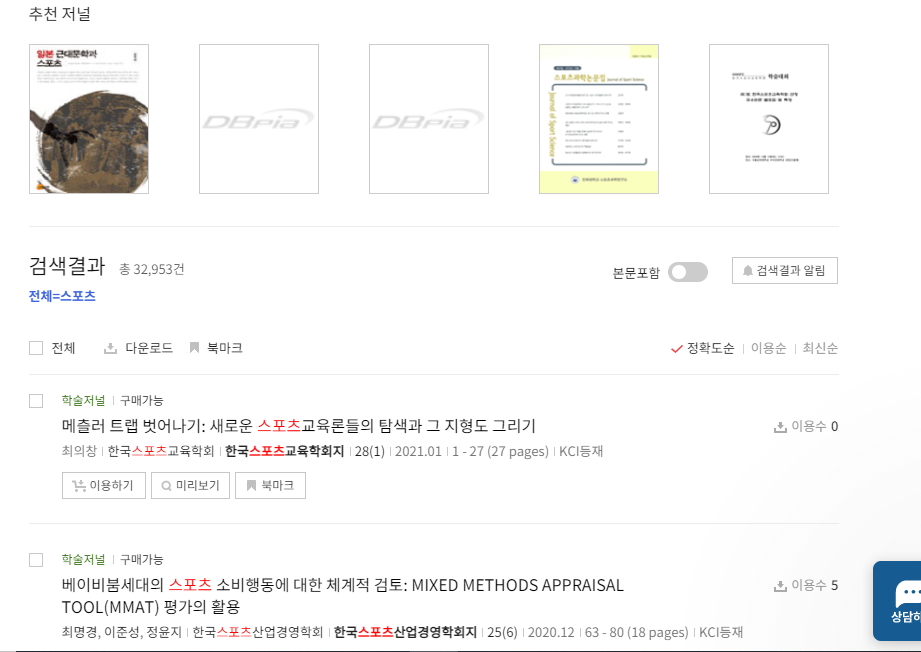 추천 저널
일본 근대문학과
스포츠
DBpia
DBpia
스포츠과학논문집 Journal of Sport Science
Journal of Sport Science
학술대회
검색결과 총 32,953건
본문포함
검색결과 알림
전체=스포츠
전체 다운로드 북마크
정확도순 | 이용순 | 최신순
학술저널 | 구매가능
메츨러 트랩 벗어나기: 새로운 스포츠교육론들의 탐색과 그 지형도 그리기
이용수 0
최의창 | 한국스포츠교육학회 | 한국스포츠교육학회지 | 28(1) | 2021.01 | 1 - 27 (27 pages) | KCI등재
이용하기 미리보기 북마크
학술저널 | 구매가능
베이비붐세대의 스포츠 소비행동에 대한 체계적 검토: MIXED METHODS APPRAISAL
이용수 5
TOOL(MMAT) 평가의 활용
최명경, 이준성, 정윤지 | 한국스포츠산업경영학회 | 한국스포츠산업경영학회지 | 25(6) | 2020.12 | 63 - 80 (18 pages) | KCI등재
상담하